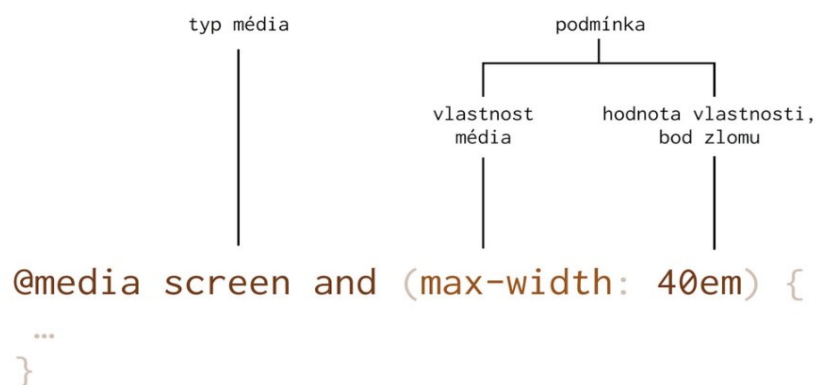 typ média
podmínka
vlastnost
média
hodnota vlastnosti,
bod zlomu
@media screen and (max-width: 40em) {
…
}